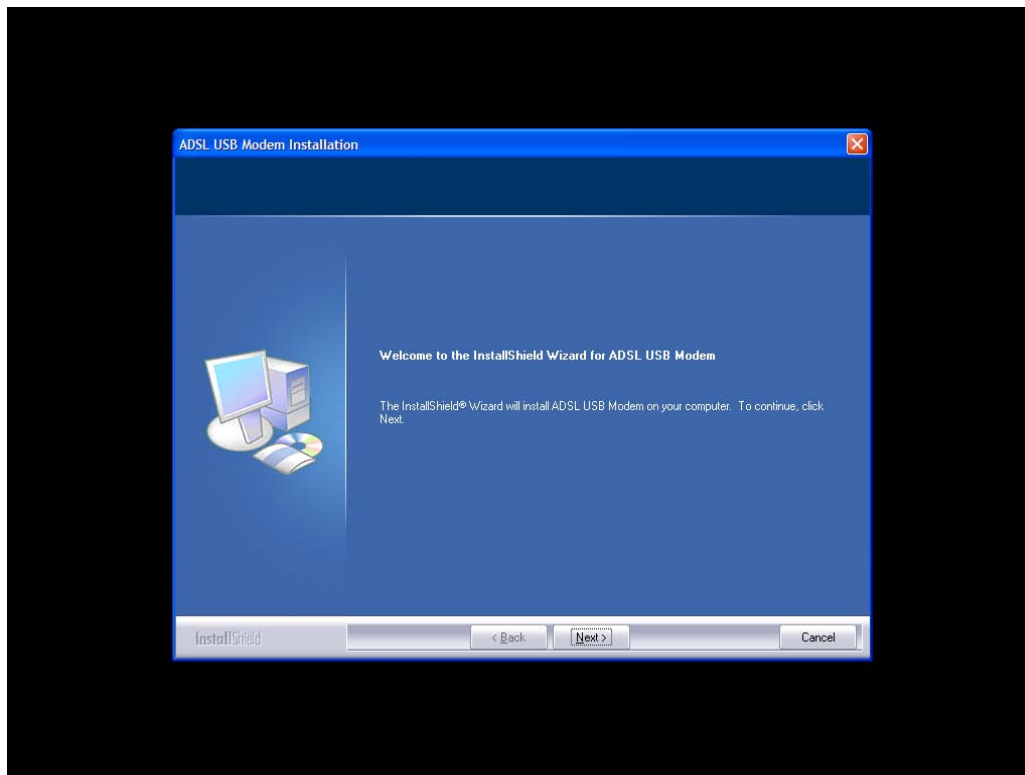 ADSL USB Modem Installation
Welcome to the InstallShield Wizard for ADSL USB Modem
The InstallShield® Wizard will install ADSL USB Modem on your computer.  To continue, click
Next.
InstallShield
< Back
Next >
Cancel